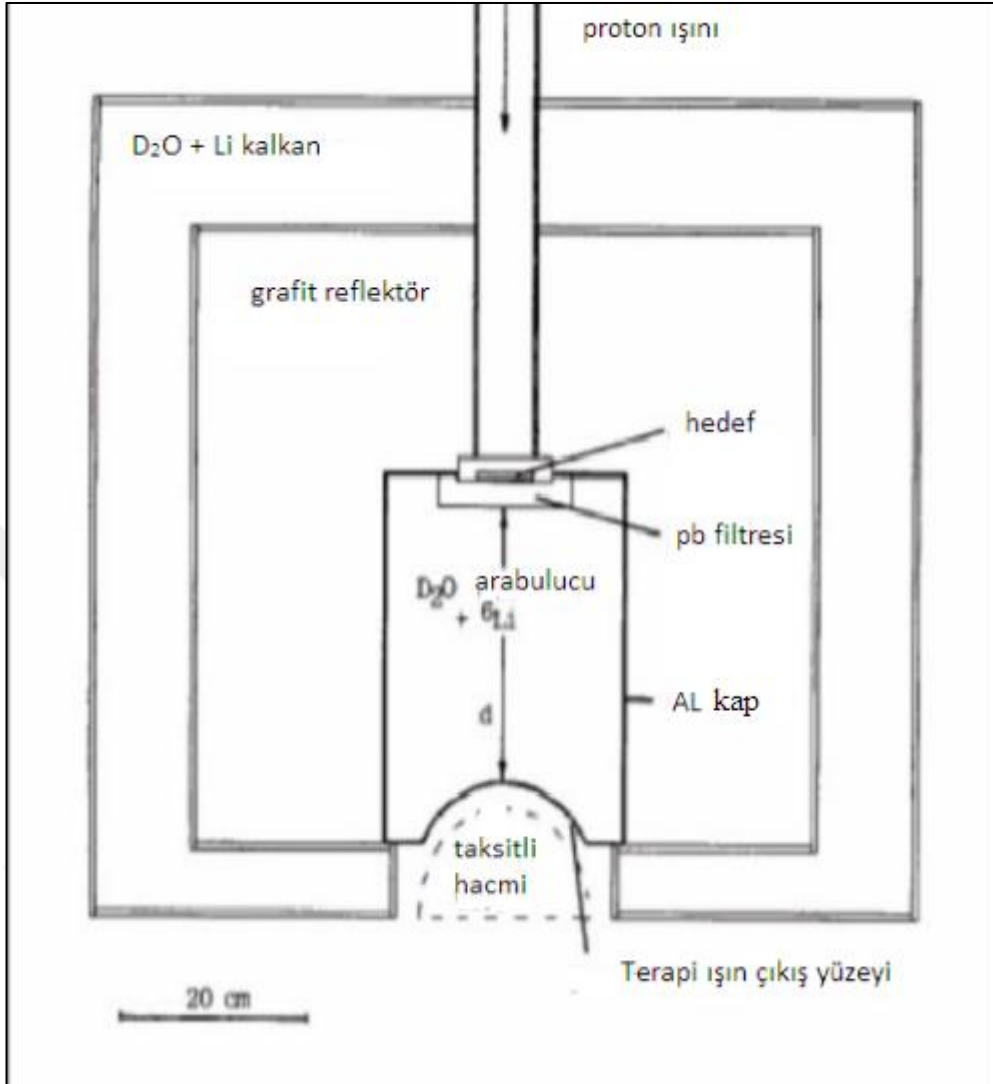 proton ışını
D₂O + Li kalkan
grafit reflektör
hedef
pb filtresi
arabulucu
D₂O
+ ⁶Li
AL kap
d
taksitli
hacmi
Terapi ışın çıkış yüzeyi
20 cm